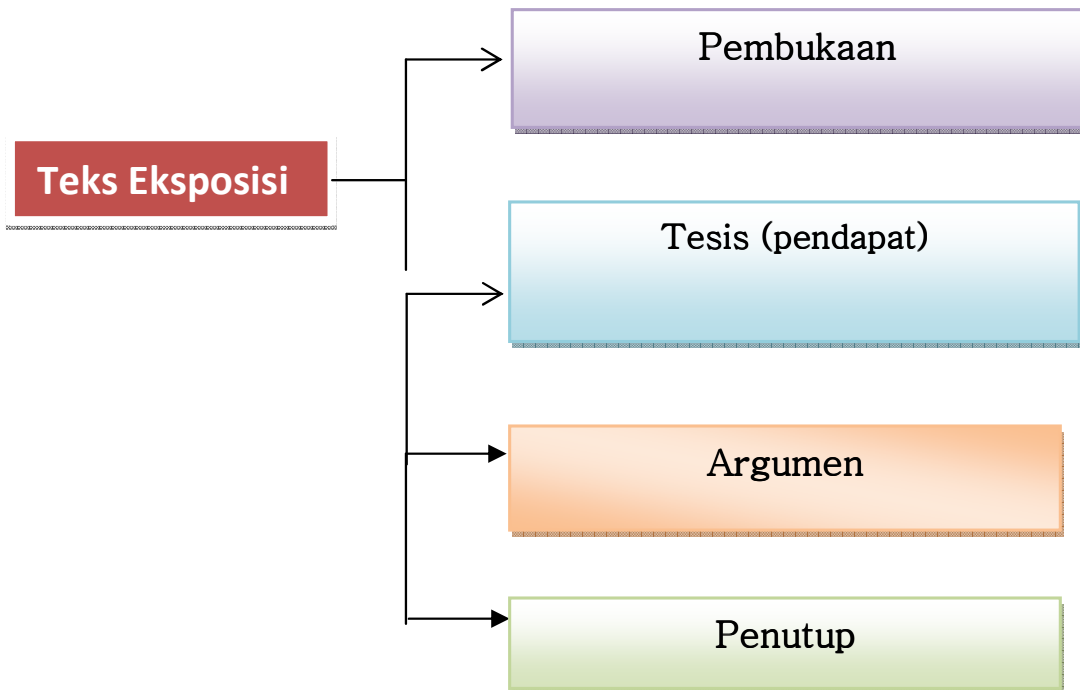 Pembukaan
Teks Eksposisi
Tesis (pendapat)
Argumen
Penutup